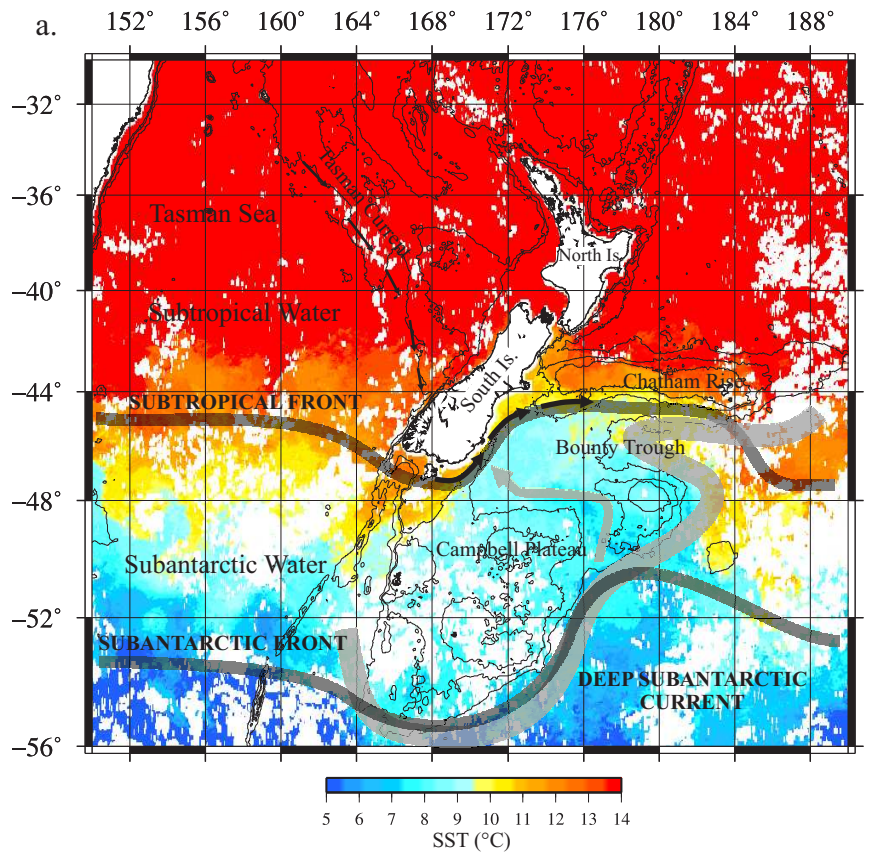 a.
152° 156° 160° 164° 168° 172° 176° 180° 184° 188°
−32°
−36°
−40°
−44°
−48°
−52°
−56°
Tasman Current
Tasman Sea
North Is.
Subtropical Water
South Is.
Chatham Rise
SUBTROPICAL FRONT
Bounty Trough
Campbell Plateau
Subantarctic Water
SUBANTARCTIC FRONT
DEEP SUBANTARCTIC
CURRENT
5 6 7 8 9 10 11 12 13 14
SST (°C)